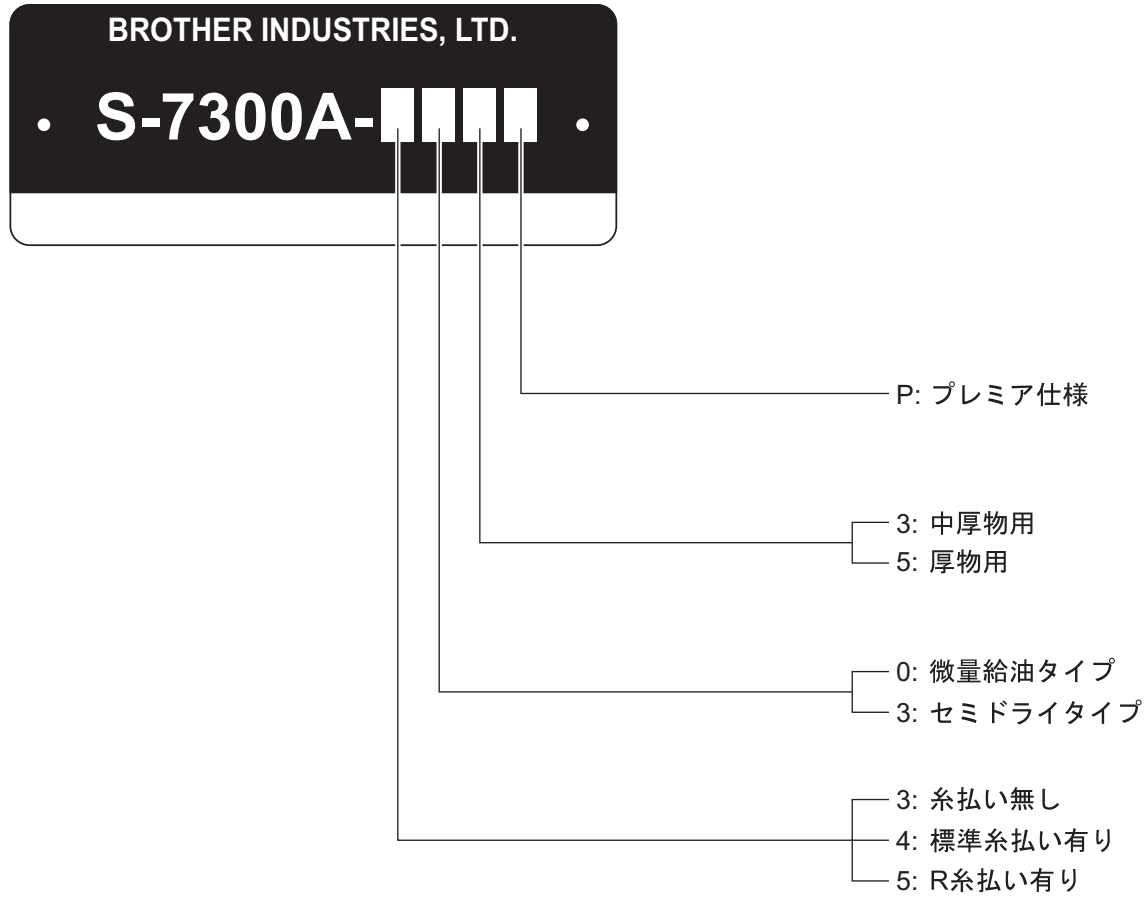 BROTHER INDUSTRIES, LTD.
S-7300A-
P: プレミア仕様
3: 中厚物用
5: 厚物用
0: 微量給油タイプ
3: セミドライタイプ
3: 糸払い無し
4: 標準糸払い有り
5: R糸払い有り